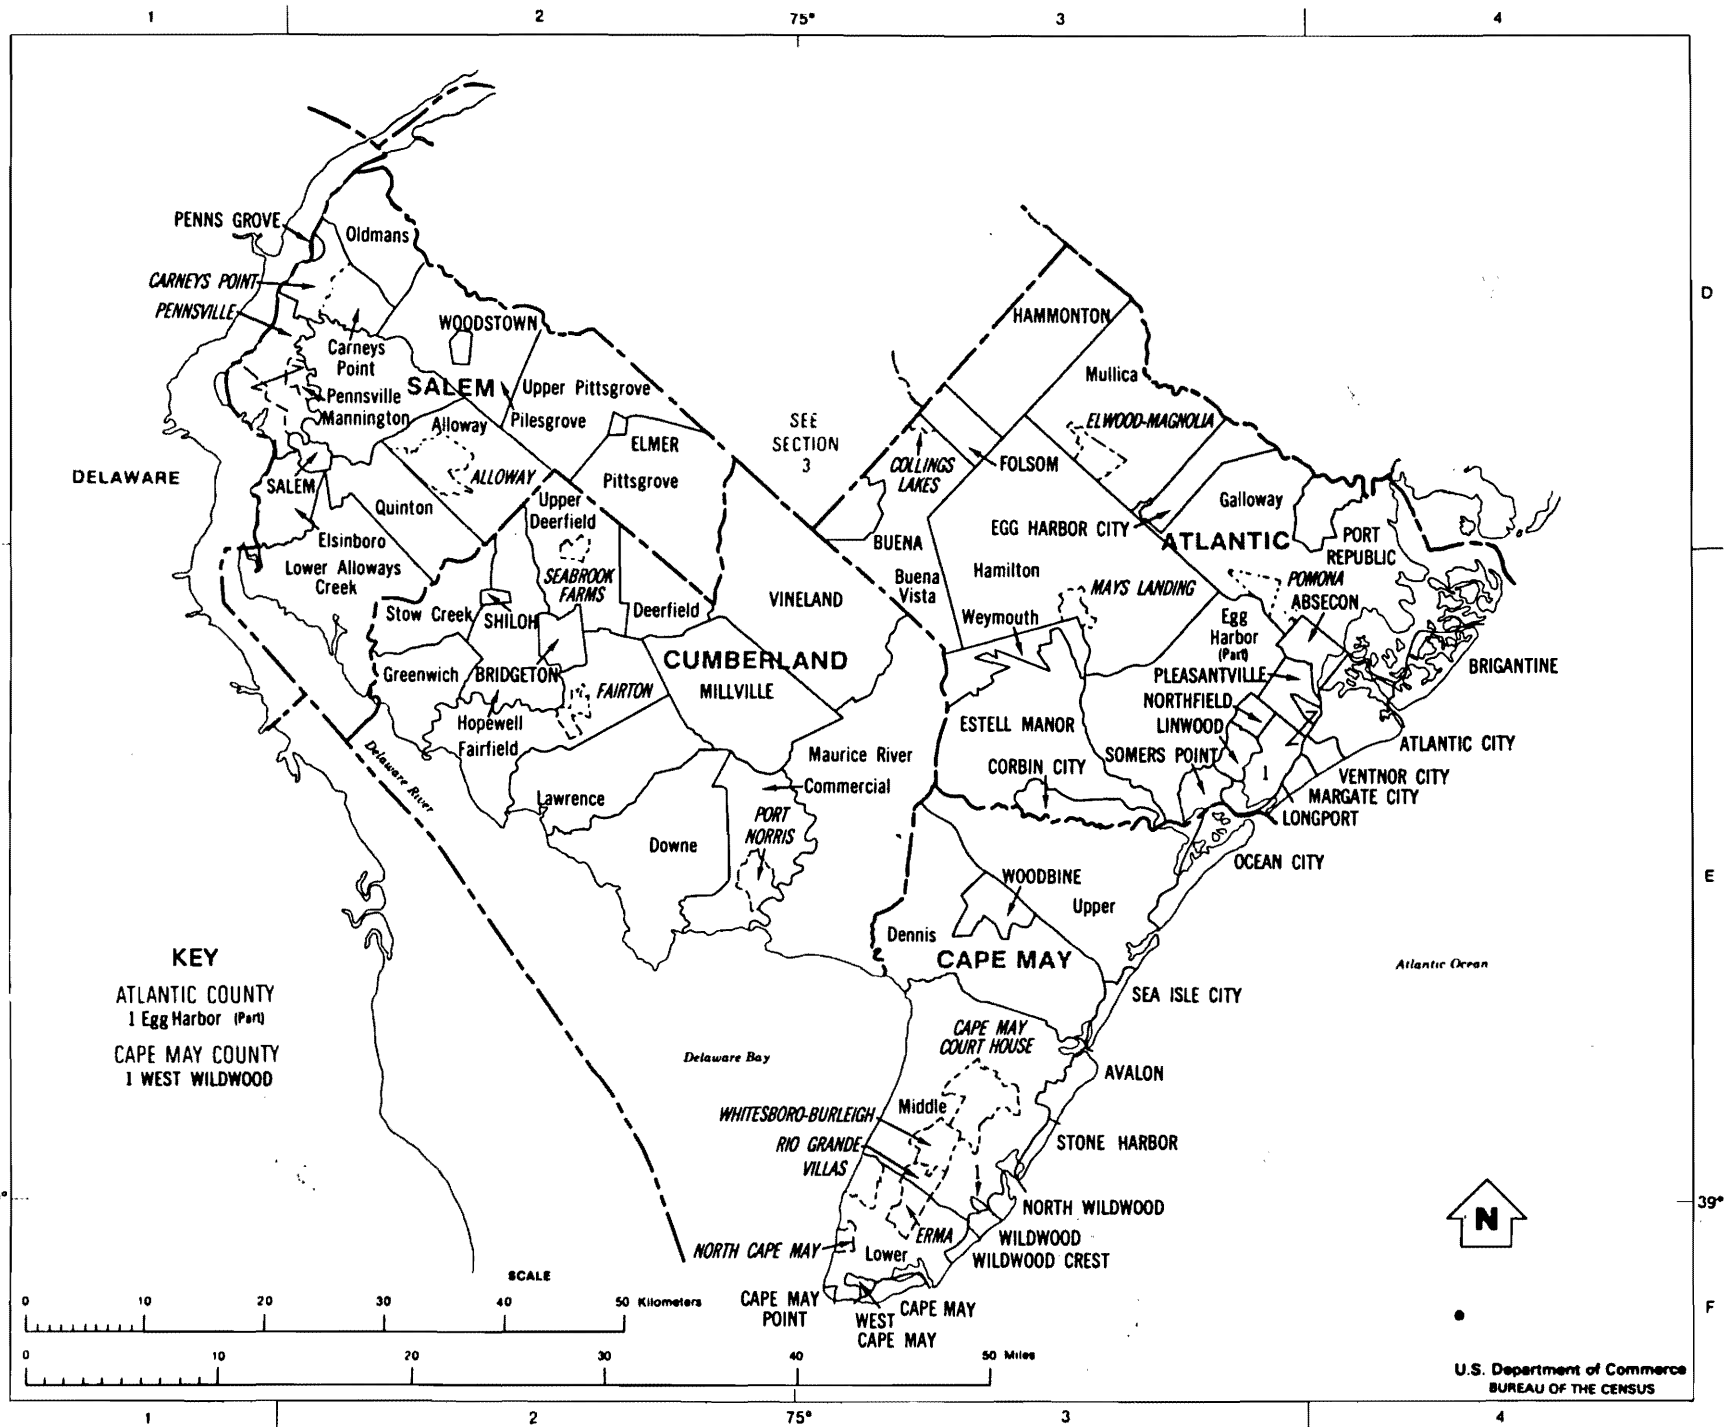 1 2 75° 3 4
PENNS GROVE
Oldmans
CARNEYS POINT
PENNSVILLE
WOODSTOWN
Carneys
Point
SALEM
Upper Pittsgrove
Pennsville
Mannington
Alloway
Pilesgrove
ELMER
DELAWARE
SALEM
ALLOWAY
Pittsgrove
Quinton
Upper
Deerfield
Elsinboro
Lower Alloways
Creek
SEABROOK
FARMS
Stow Creek
SHILOH
Deerfield
VINELAND
Greenwich
BRIDGETON
CUMBERLAND
FAIRTON
MILLVILLE
Hopewell
Fairfield
Maurice River
Commercial
Lawrence
PORT
NORRIS
Downe
Delaware River
SEE
SECTION
3
HAMMONTON
D
Mullica
ELWOOD-MAGNOLIA
COLLINGS
LAKES
FOLSOM
Galloway
EGG HARBOR CITY
ATLANTIC
PORT
REPUBLIC
BUENA
Buena
Vista
Hamilton
MAYS LANDING
POMONA
ABSECON
Weymouth
Egg
Harbor
(Part)
BRIGANTINE
PLEASANTVILLE
NORTHFIELD
LINWOOD
ESTELL MANOR
SOMERS POINT
ATLANTIC CITY
CORBIN CITY
1
VENTNOR CITY
MARGATE CITY
LONGPORT
OCEAN CITY
E
WOODBINE
Upper
Dennis
CAPE MAY
Atlantic Ocean
SEA ISLE CITY
KEY
ATLANTIC COUNTY
1 Egg Harbor (Part)
CAPE MAY COUNTY
1 WEST WILDWOOD
Delaware Bay
CAPE MAY
COURT HOUSE
AVALON
Middle
WHITESBORO-BURLEIGH
RIO GRANDE
VILLAS
STONE HARBOR
1
NORTH WILDWOOD
39°
N
WILDWOOD
WILDWOOD CREST
ERMA
NORTH CAPE MAY
Lower
CAPE MAY
POINT
WEST
CAPE MAY
CAPE MAY
F
SCALE
0 10 20 30 40 50 Kilometers
0 10 20 30 40 50 Miles
U.S. Department of Commerce
BUREAU OF THE CENSUS
1 2 75° 3 4